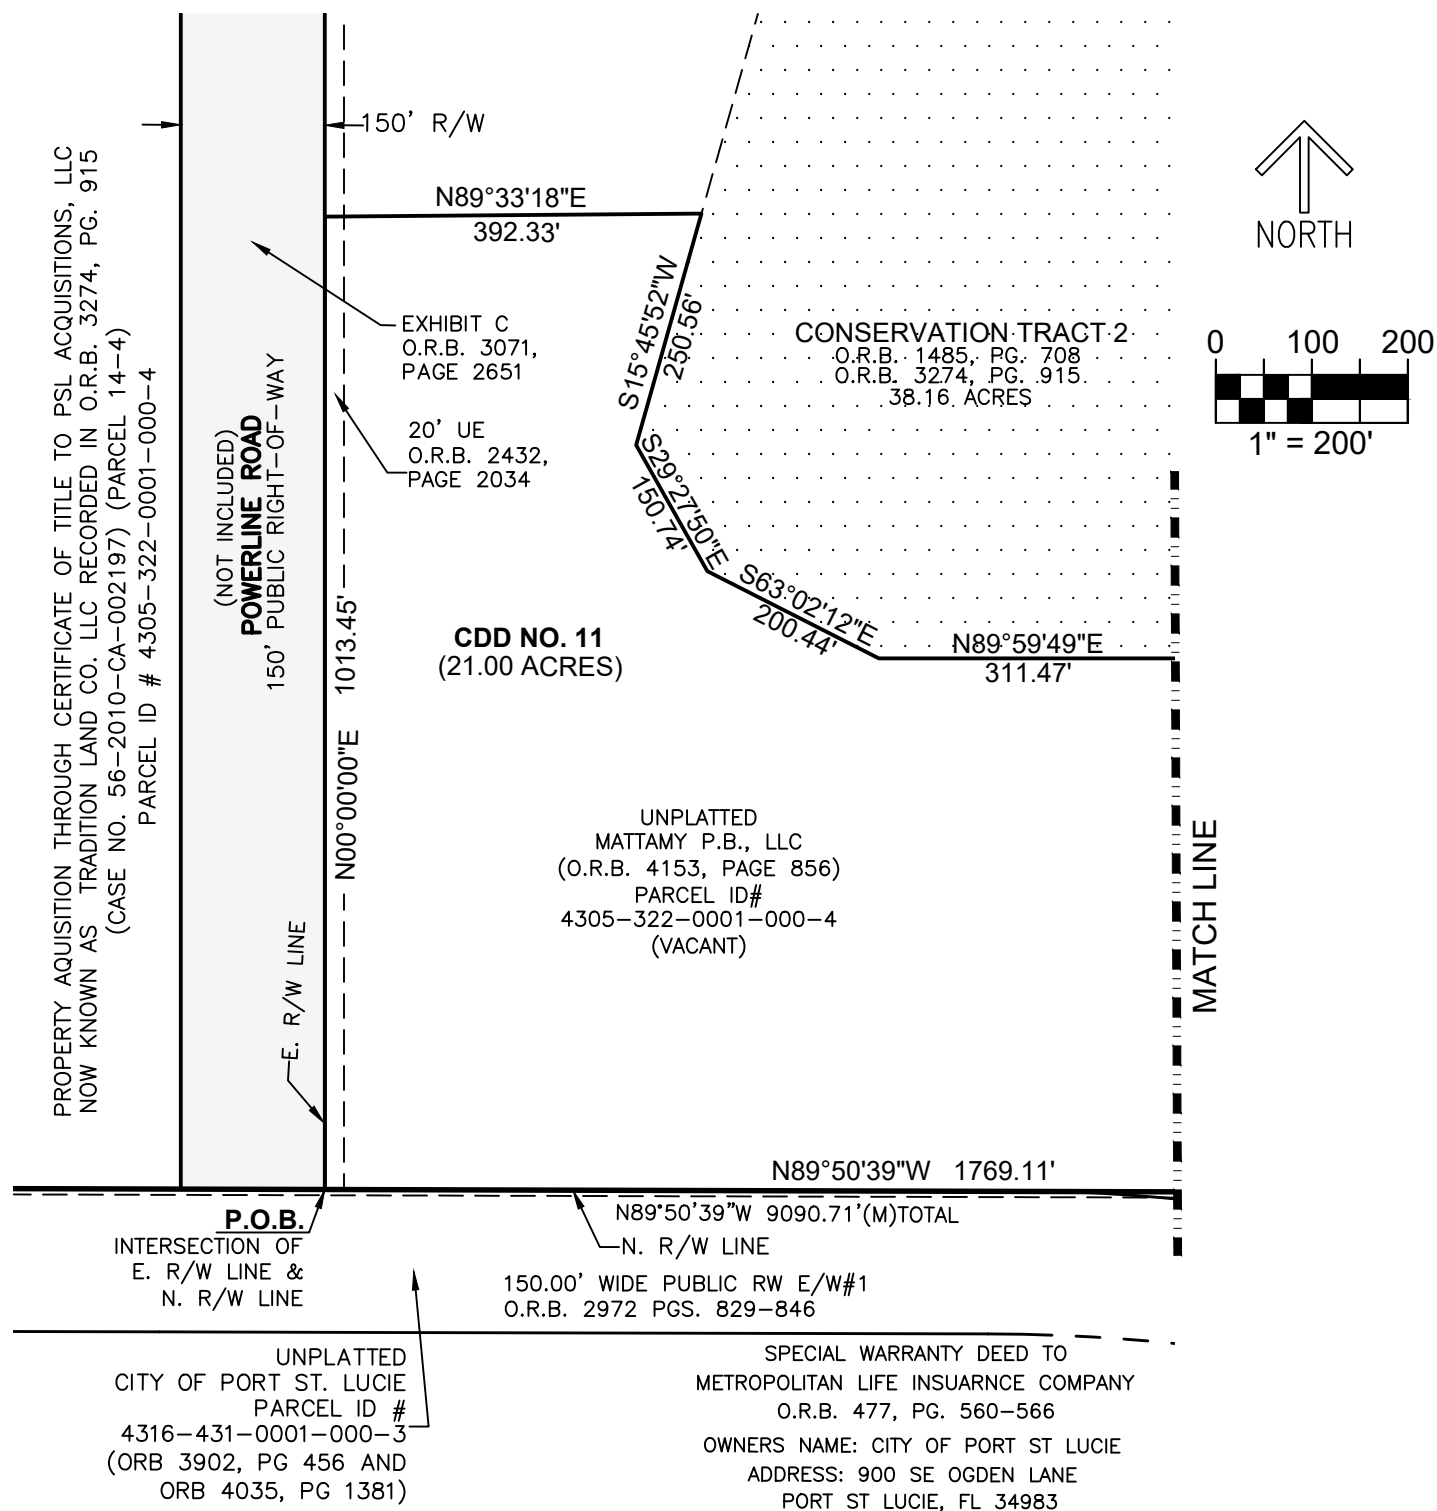 PROPERTY AQUISITION THROUGH CERTIFICATE OF TITLE TO PSL ACQUISITIONS, LLC
NOW KNOWN AS TRADITION LAND CO. LLC RECORDED IN O.R.B. 3274, PG. 915
(CASE NO. 56-2010-CA-002197) (PARCEL 14-4)
PARCEL ID # 4305-322-0001-000-4
150' R/W
N89°33'18"E
392.33'
EXHIBIT C
O.R.B. 3071,
PAGE 2651
20' UE
O.R.B. 2432,
PAGE 2034
(NOT INCLUDED)
POWERLINE ROAD
150' PUBLIC RIGHT-OF-WAY
N00°00'00"E 1013.45'
E. R/W LINE
S15°45'52"W
250.56'
S29°27'50"E
150.74'
S63°02'12"E
200.44'
N89°59'49"E
311.47'
CONSERVATION TRACT 2
O.R.B. 1485, PG. 708
O.R.B. 3274, PG. 915
38.16 ACRES
NORTH
0 100 200
1" = 200'
CDD NO. 11
(21.00 ACRES)
UNPLATTED
MATTAMY P.B., LLC
(O.R.B. 4153, PAGE 856)
PARCEL ID#
4305-322-0001-000-4
(VACANT)
MATCH LINE
N89°50'39"W 1769.11'
N89°50'39"W 9090.71'(M)TOTAL
N. R/W LINE
P.O.B.
INTERSECTION OF
E. R/W LINE &
N. R/W LINE
150.00' WIDE PUBLIC RW E/W#1
O.R.B. 2972 PGS. 829-846
UNPLATTED
CITY OF PORT ST. LUCIE
PARCEL ID #
4316-431-0001-000-3
(ORB 3902, PG 456 AND
ORB 4035, PG 1381)
SPECIAL WARRANTY DEED TO
METROPOLITAN LIFE INSUARNCE COMPANY
O.R.B. 477, PG. 560-566
OWNERS NAME: CITY OF PORT ST LUCIE
ADDRESS: 900 SE OGDEN LANE
PORT ST LUCIE, FL 34983